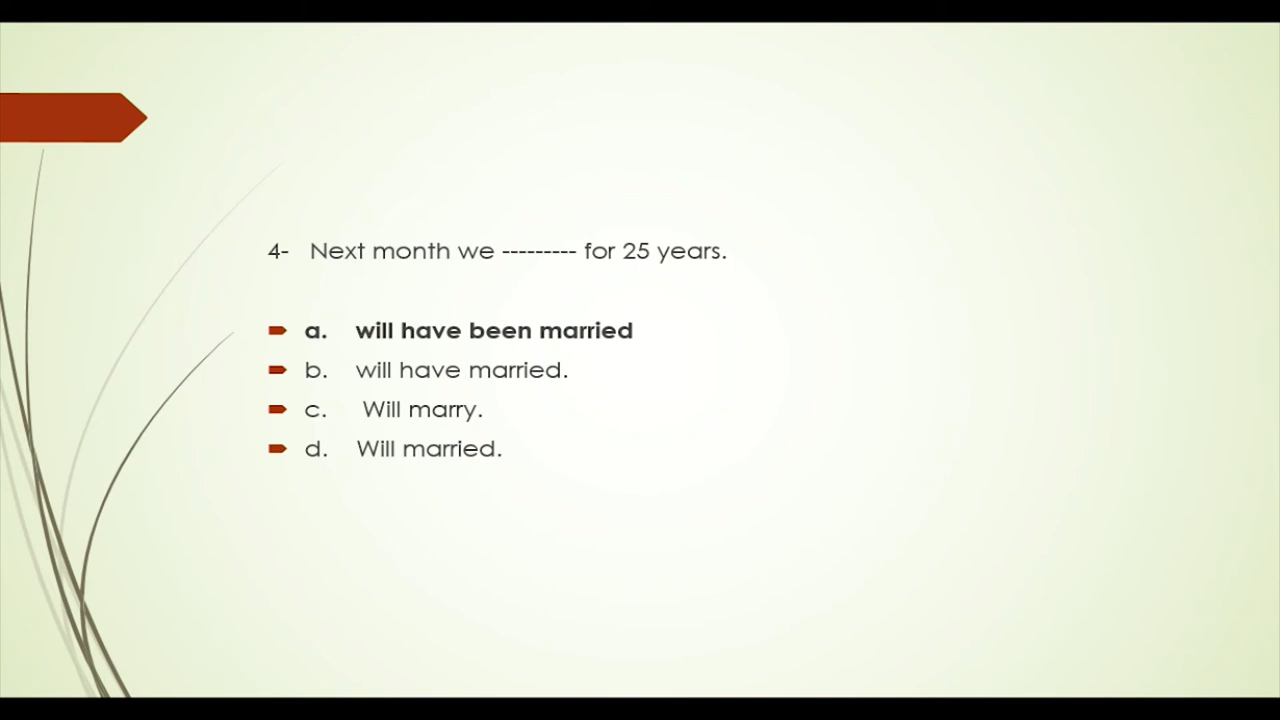 4- Next month we --------- for 25 years.
a. will have been married
b. will have married.
c. Will marry.
d. Will married.